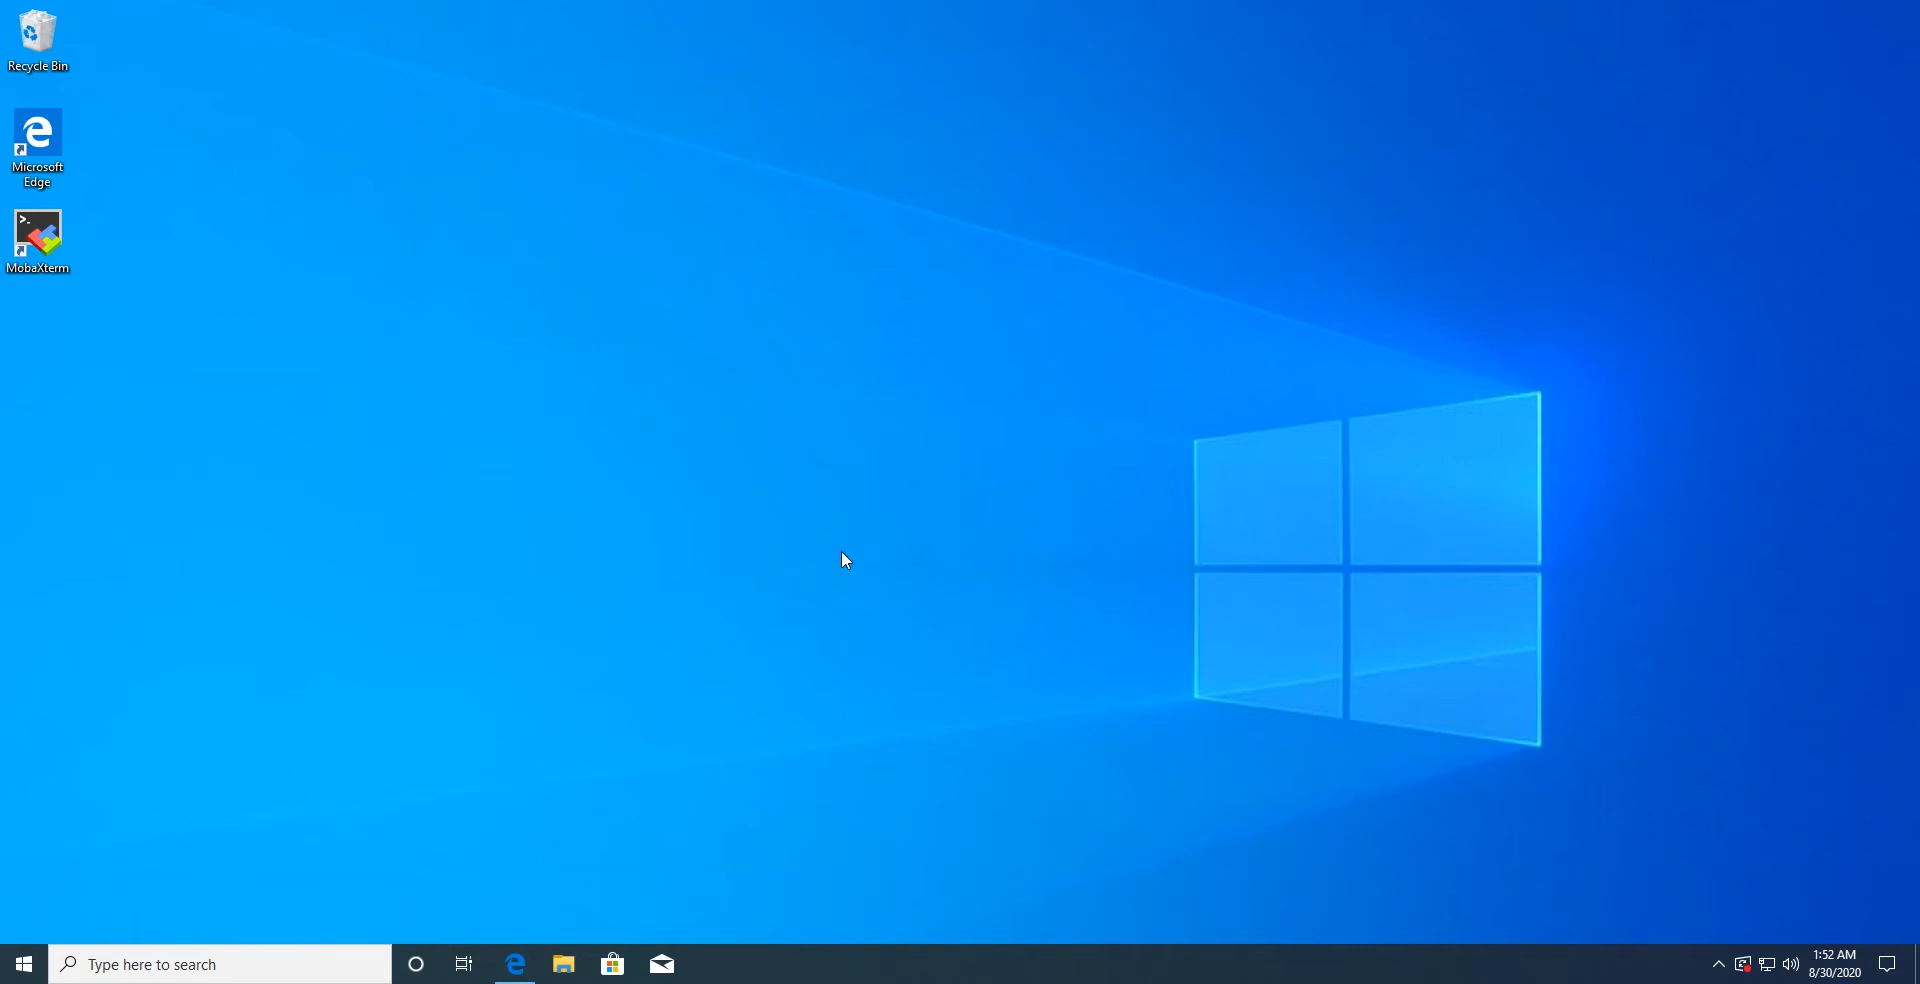 Recycle Bin
Microsoft
Edge
>_
MobaXterm
Type here to search
1:52 AM
8/30/2020